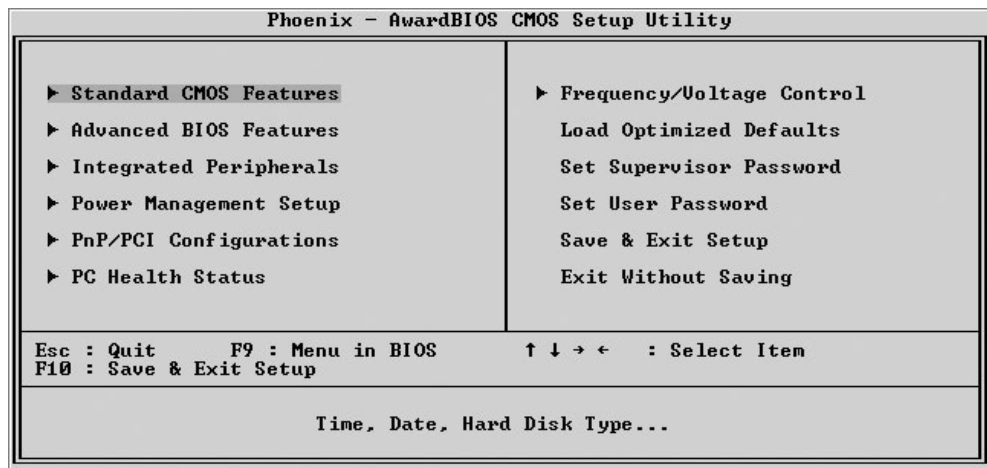 Phoenix - AwardBIOS CMOS Setup Utility
▶ Standard CMOS Features
▶ Advanced BIOS Features
▶ Integrated Peripherals
▶ Power Management Setup
▶ PnP/PCI Configurations
▶ PC Health Status
▶ Frequency/Voltage Control
Load Optimized Defaults
Set Supervisor Password
Set User Password
Save & Exit Setup
Exit Without Saving
Esc : Quit F9 : Menu in BIOS ↑ ↓ → ← : Select Item
F10 : Save & Exit Setup
Time, Date, Hard Disk Type...